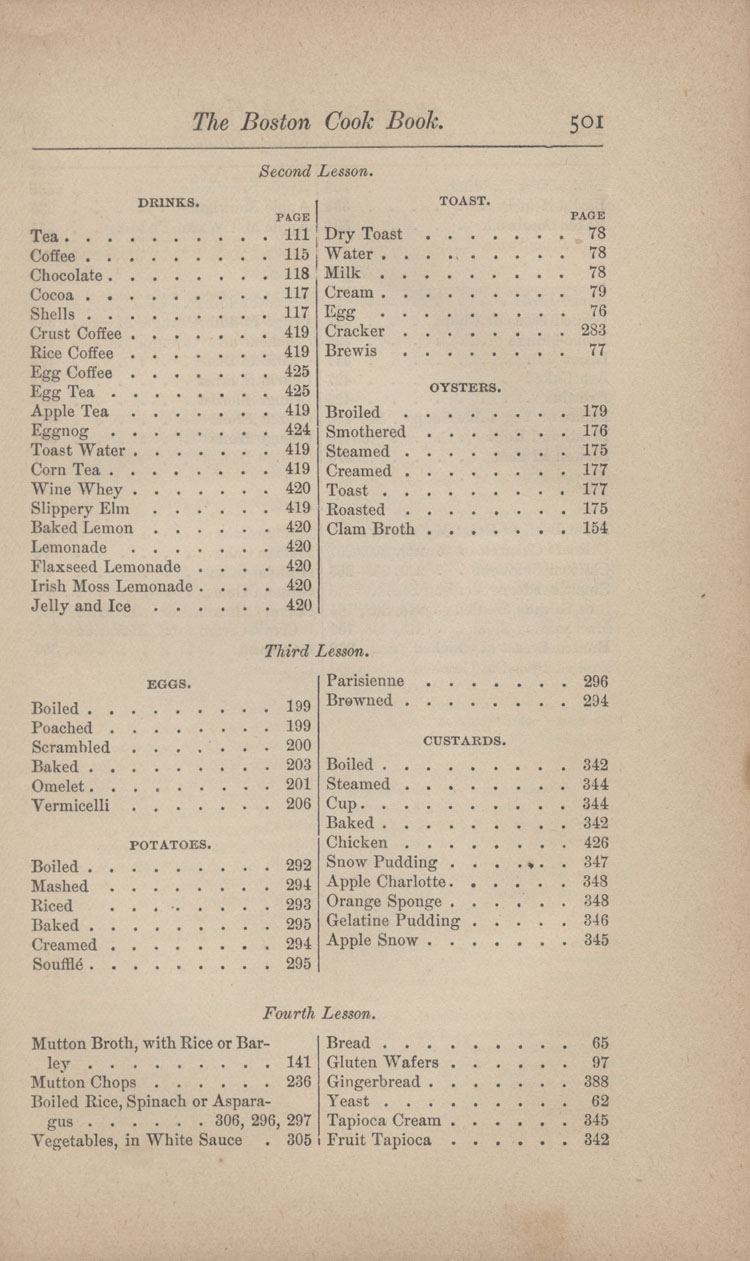 The Boston Cook Book. 501
Second Lesson.
DRINKS.
PAGE
Tea . . . . . . . . . . 111
Coffee . . . . . . . . . 115
Chocolate . . . . . . . . 118
Cocoa . . . . . . . . . 117
Shells . . . . . . . . . 117
Crust Coffee . . . . . . . 419
Rice Coffee . . . . . . . 419
Egg Coffee . . . . . . . 425
Egg Tea . . . . . . . . 425
Apple Tea . . . . . . . 419
Eggnog . . . . . . . . 424
Toast Water . . . . . . . 419
Corn Tea . . . . . . . . 419
Wine Whey . . . . . . . 420
Slippery Elm . . . . . . 419
Baked Lemon . . . . . . 420
Lemonade . . . . . . . 420
Flaxseed Lemonade . . . . 420
Irish Moss Lemonade . . . . 420
Jelly and Ice . . . . . . 420
TOAST.
PAGE
Dry Toast . . . . . . . 78
Water . . . . . . . . . 78
Milk . . . . . . . . . 78
Cream . . . . . . . . . 79
Egg . . . . . . . . . 76
Cracker . . . . . . . . 283
Brewis . . . . . . . . 77
OYSTERS.
Broiled . . . . . . . . 179
Smothered . . . . . . . 176
Steamed . . . . . . . . 175
Creamed . . . . . . . . 177
Toast . . . . . . . . . 177
Roasted . . . . . . . . 175
Clam Broth . . . . . . . 154
Third Lesson.
EGGS.
Boiled . . . . . . . . . 199
Poached . . . . . . . . 199
Scrambled . . . . . . . 200
Baked . . . . . . . . . 203
Omelet . . . . . . . . . 201
Vermicelli . . . . . . . 206
POTATOES.
Boiled . . . . . . . . . 292
Mashed . . . . . . . . 294
Riced . . . . . . . . 293
Baked . . . . . . . . . 295
Creamed . . . . . . . . 294
Soufflé . . . . . . . . . 295
Parisienne . . . . . . . 296
Browned . . . . . . . . 294
CUSTARDS.
Boiled . . . . . . . . . 342
Steamed . . . . . . . . 344
Cup . . . . . . . . . . 344
Baked . . . . . . . . . 342
Chicken . . . . . . . . 426
Snow Pudding . . . . . . 347
Apple Charlotte . . . . . . 348
Orange Sponge . . . . . . 348
Gelatine Pudding . . . . . 346
Apple Snow . . . . . . . 345
Fourth Lesson.
Mutton Broth, with Rice or Bar-
ley . . . . . . . . . 141
Mutton Chops . . . . . . 236
Boiled Rice, Spinach or Aspara-
gus . . . . . . 306, 296, 297
Vegetables, in White Sauce . 305
Bread . . . . . . . . . 65
Gluten Wafers . . . . . . 97
Gingerbread . . . . . . . 388
Yeast . . . . . . . . . 62
Tapioca Cream . . . . . . 345
Fruit Tapioca . . . . . . 342